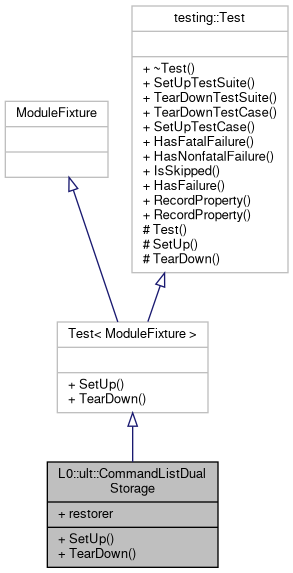 testing::Test
+ ~Test()
+ SetUpTestSuite()
+ TearDownTestSuite()
+ TearDownTestCase()
+ SetUpTestCase()
+ HasFatalFailure()
+ HasNonfatalFailure()
+ IsSkipped()
+ HasFailure()
+ RecordProperty()
+ RecordProperty()
# Test()
# SetUp()
# TearDown()
ModuleFixture
Test< ModuleFixture >
+ SetUp()
+ TearDown()
L0::ult::CommandListDual
Storage
+ restorer
+ SetUp()
+ TearDown()